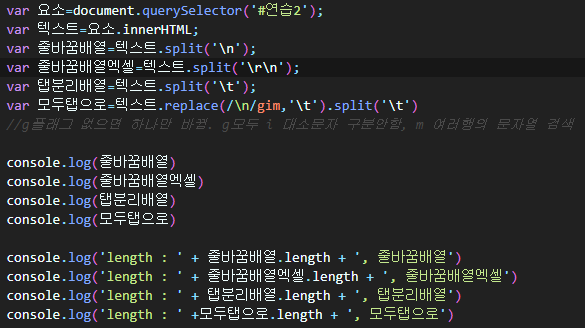 var 요소=document.querySelector('#연습2');
var 텍스트=요소.innerHTML;
var 줄바꿈배열=텍스트.split('\n');
var 줄바꿈배열엑셀=텍스트.split('\r\n');
var 탭분리배열=텍스트.split('\t');
var 모두탭으로=텍스트.replace(/\n/gim,'\t').split('\t')
//g플래그 없으면 하나만 바뀜. g모두 i 대소문자 구분안함, m 여러행의 문자열 검색
console.log(줄바꿈배열)
console.log(줄바꿈배열엑셀)
console.log(탭분리배열)
console.log(모두탭으로)
console.log('length : ' + 줄바꿈배열.length + ', 줄바꿈배열')
console.log('length : ' + 줄바꿈배열엑셀.length + ', 줄바꿈배열엑셀')
console.log('length : ' + 탭분리배열.length + ', 탭분리배열')
console.log('length : ' +모두탭으로.length + ', 모두탭으로')